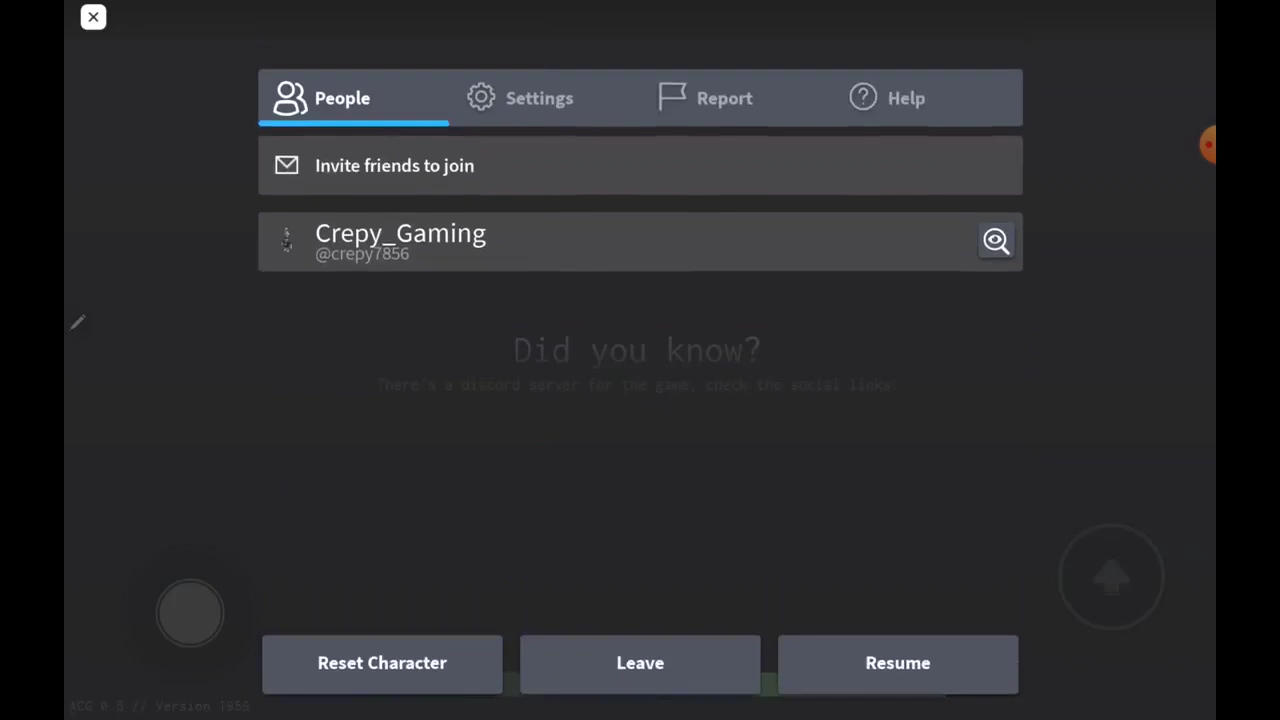 People
Settings
Report
Help
Invite friends to join
Crepy_Gaming
@crepy7856
Did you know?
There's a discord server for the game, check the social links
Reset Character
Leave
Resume